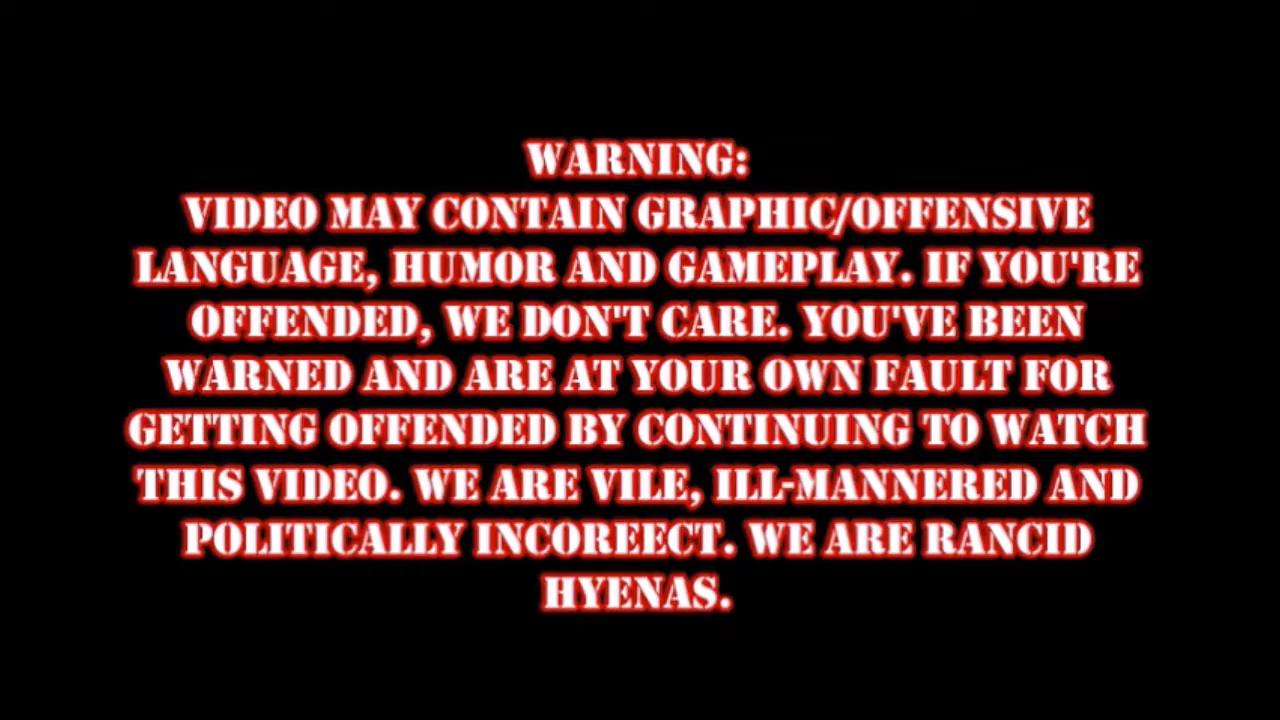 WARNING:
VIDEO MAY CONTAIN GRAPHIC/OFFENSIVE
LANGUAGE, HUMOR AND GAMEPLAY. IF YOU'RE
OFFENDED, WE DON'T CARE. YOU'VE BEEN
WARNED AND ARE AT YOUR OWN FAULT FOR
GETTING OFFENDED BY CONTINUING TO WATCH
THIS VIDEO. WE ARE VILE, ILL-MANNERED AND
POLITICALLY INCOREECT. WE ARE RANCID
HYENAS.